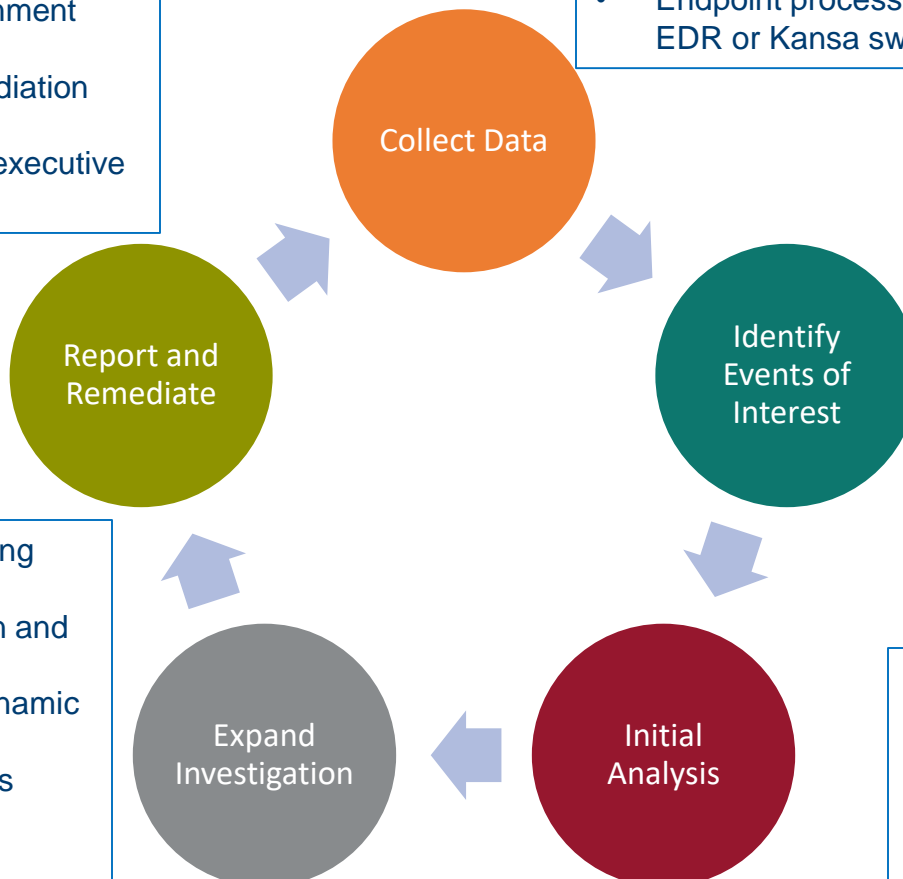 Endpoint process
EDR or Kansa sw
nment
diation
executive
Collect Data
Identify
Events of
Interest
Report and
Remediate
ng
n and
namic
s
Expand
Investigation
Initial
Analysis